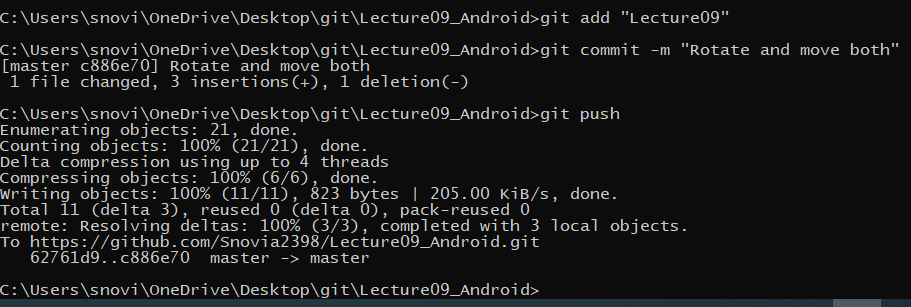 C:\Users\snovi\OneDrive\Desktop\git\Lecture09_Android>git add "Lecture09"
C:\Users\snovi\OneDrive\Desktop\git\Lecture09_Android>git commit -m "Rotate and move both"
[master c886e70] Rotate and move both
 1 file changed, 3 insertions(+), 1 deletion(-)
C:\Users\snovi\OneDrive\Desktop\git\Lecture09_Android>git push
Enumerating objects: 21, done.
Counting objects: 100% (21/21), done.
Delta compression using up to 4 threads
Compressing objects: 100% (6/6), done.
Writing objects: 100% (11/11), 823 bytes | 205.00 KiB/s, done.
Total 11 (delta 3), reused 0 (delta 0), pack-reused 0
remote: Resolving deltas: 100% (3/3), completed with 3 local objects.
To https://github.com/Snovia2398/Lecture09_Android.git
   62761d9..c886e70  master -> master
C:\Users\snovi\OneDrive\Desktop\git\Lecture09_Android>